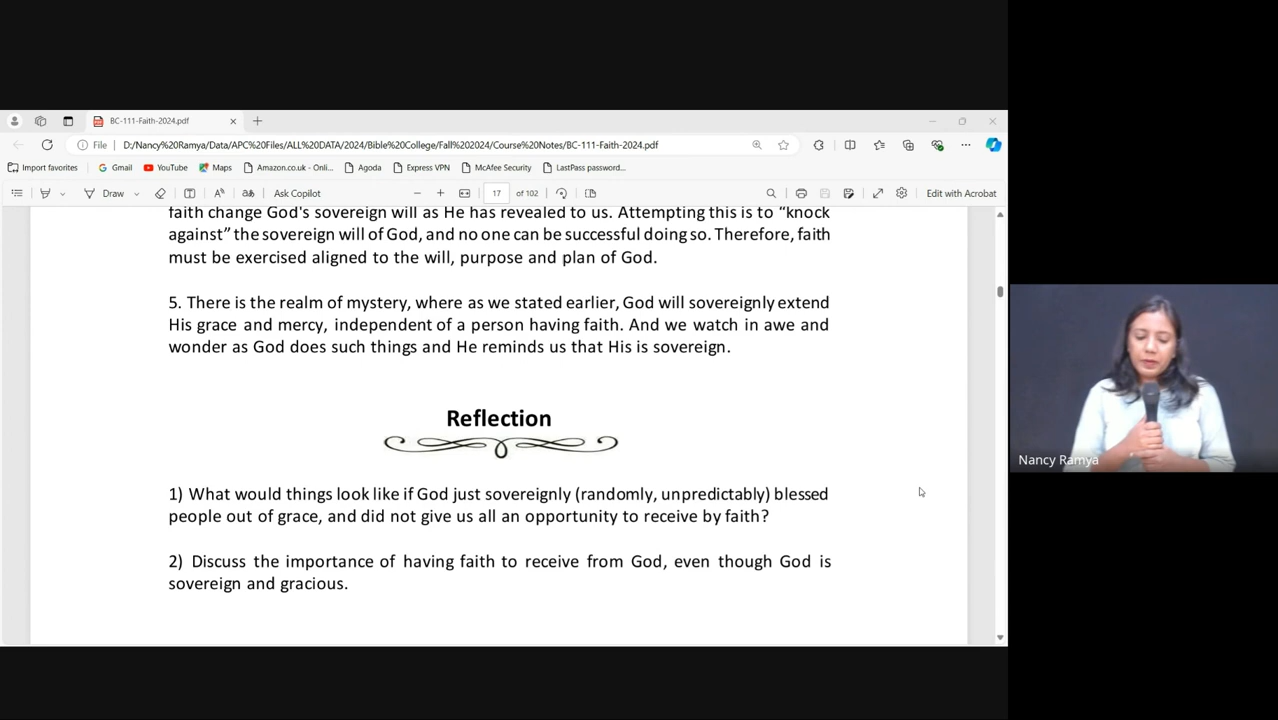 BC-111-Faith-2024.pdf
File D:/Nancy%20Ramya/Data/APC%20Files/ALL%20DATA/2024/Bible%20College/Fall%202024/Course%20Notes/BC-111-Faith-2024.pdf
Import favorites Gmail YouTube Maps Amazon.co.uk - Onli... Agoda Express VPN McAfee Security LastPass password...
Draw Ask Copilot 17 of 102 Edit with Acrobat
faith change God's sovereign will as He has revealed to us. Attempting this is to “knock
against” the sovereign will of God, and no one can be successful doing so. Therefore, faith
must be exercised aligned to the will, purpose and plan of God.
5. There is the realm of mystery, where as we stated earlier, God will sovereignly extend
His grace and mercy, independent of a person having faith. And we watch in awe and
wonder as God does such things and He reminds us that His is sovereign.
Reflection
1) What would things look like if God just sovereignly (randomly, unpredictably) blessed
people out of grace, and did not give us all an opportunity to receive by faith?
2) Discuss the importance of having faith to receive from God, even though God is
sovereign and gracious.
Nancy Ramya